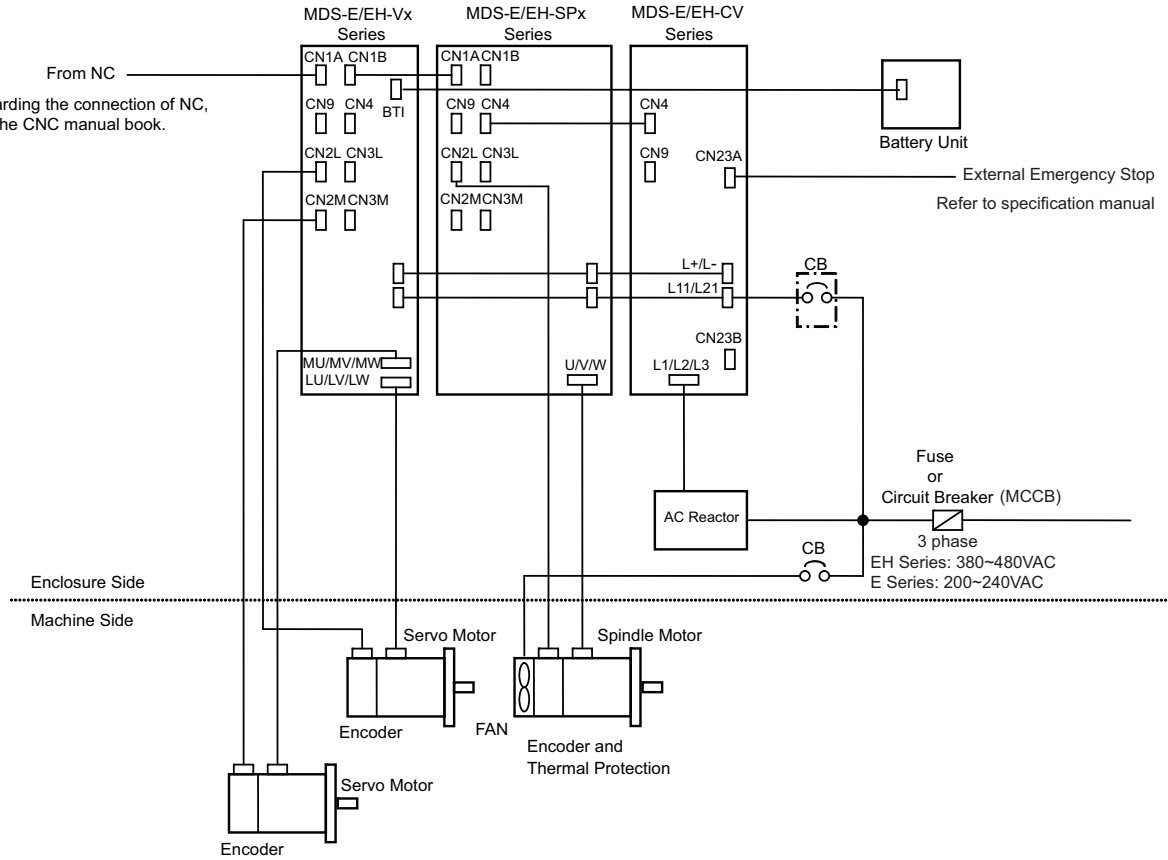 MDS-E/EH-Vx
Series
MDS-E/EH-SPx
Series
MDS-E/EH-CV
Series
CN1A CN1B
CN1A CN1B
From NC
arding the connection of NC,
he CNC manual book.
BTI
CN9 CN4
CN9 CN4
CN4
Battery Unit
CN2L CN3L
CN2L CN3L
CN9
CN23A
External Emergency Stop
Refer to specification manual
CN2M CN3M
CN2M CN3M
L+/L-
CB
L11/L21
CN23B
MU/MV/MW
LU/LV/LW
U/V/W
L1/L2/L3
Fuse
or
Circuit Breaker (MCCB)
AC Reactor
3 phase
EH Series: 380~480VAC
E Series: 200~240VAC
CB
Enclosure Side
Machine Side
Servo Motor
Spindle Motor
Encoder
FAN
Encoder and
Thermal Protection
Servo Motor
Encoder